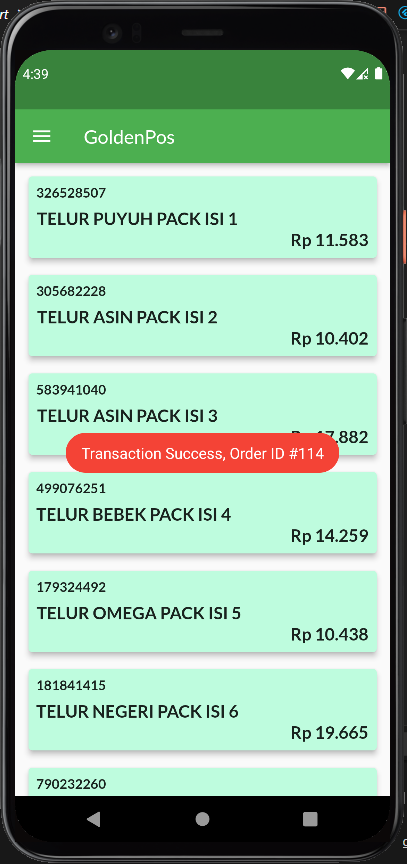 4:39
GoldenPos
326528507
TELUR PUYUH PACK ISI 1
Rp 11.583
305682228
TELUR ASIN PACK ISI 2
Rp 10.402
583941040
TELUR ASIN PACK ISI 3
Transaction Success, Order ID #114
499076251
TELUR BEBEK PACK ISI 4
Rp 14.259
179324492
TELUR OMEGA PACK ISI 5
Rp 10.438
181841415
TELUR NEGERI PACK ISI 6
Rp 19.665
790232260